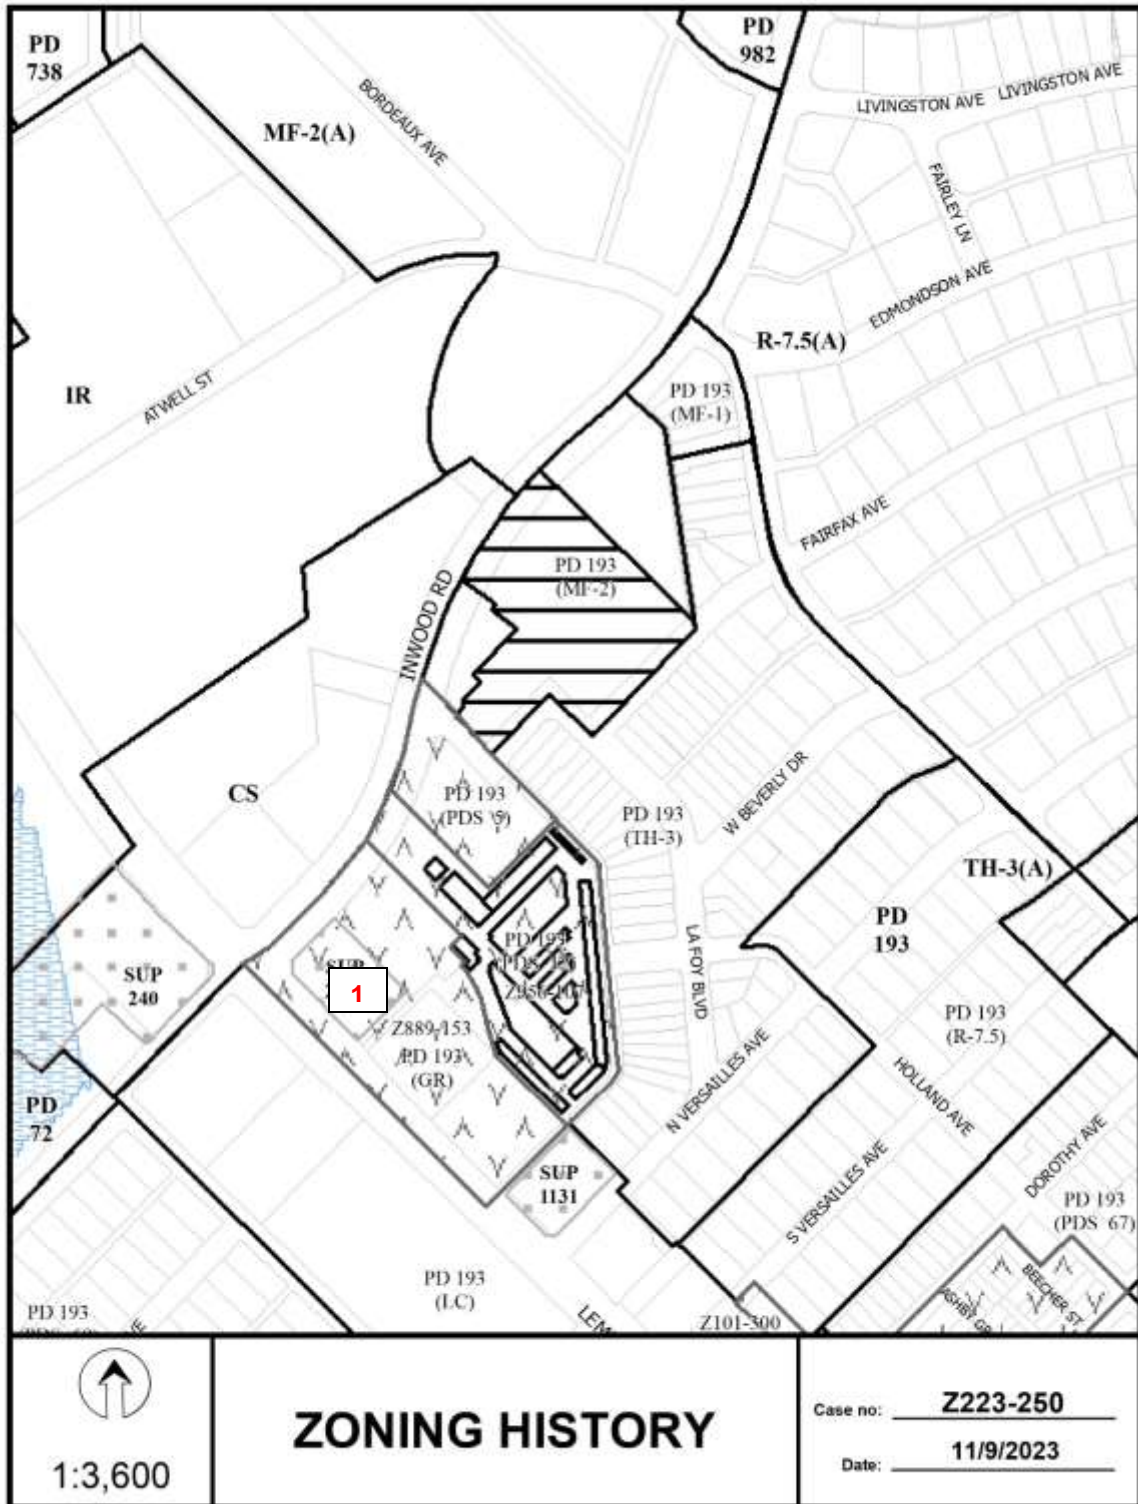 PD
738
PD
982
BORDEAUX AVE
MF-2(A)
LIVINGSTON AVE LIVINGSTON AVE
FAIRLEY LN
EDMONDSON AVE
R-7.5(A)
IR
ATWELL ST
PD 193
(MF-1)
FAIRFAX AVE
PD 193
(MF-2)
INWOOD RD
CS
PD 193
(PDS
PD 193
(TH-3)
W BEVERLY DR
TH-3(A)
PD
193
SUP
240
SUP
1
PD 193
LA FOY BLVD
Z889-153
PD 193
(GR)
PD 193
(R-7.5)
N VERSAILLES AVE
HOLLAND AVE
PD
72
DOROTHY AVE
SUP
1131
S VERSAILLES AVE
PD 193
(PDS 67)
BEECHER ST
PD 193
(LC)
LEM
Z101-300
PD 193
1:3,600
ZONING HISTORY
Case no: Z223-250
Date: 11/9/2023